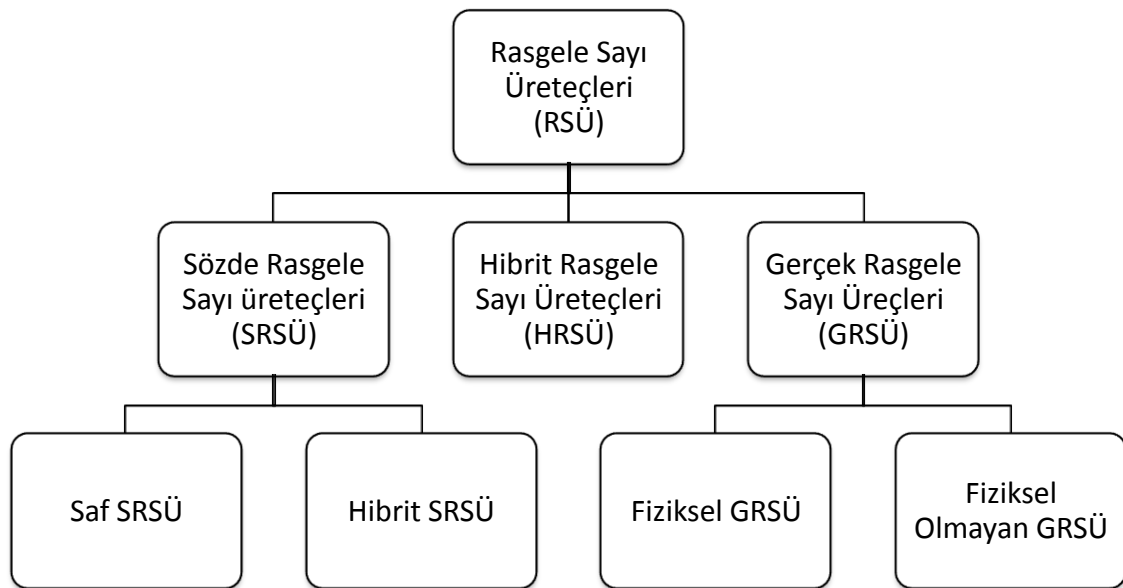 Rasgele Sayı
Üreteçleri
(RSÜ)
Sözde Rasgele
Sayı üreteçleri
(SRSÜ)
Hibrit Rasgele
Sayı Üreteçleri
(HRSÜ)
Gerçek Rasgele
Sayı Üreçleri
(GRSÜ)
Saf SRSÜ
Hibrit SRSÜ
Fiziksel GRSÜ
Fiziksel
Olmayan GRSÜ